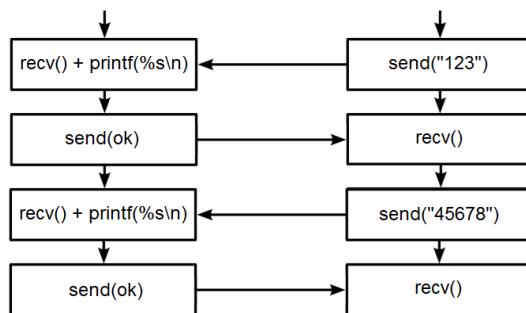 recv() + printf(%s\n)
send("123")
send(ok)
recv()
recv() + printf(%s\n)
send("45678")
send(ok)
recv()